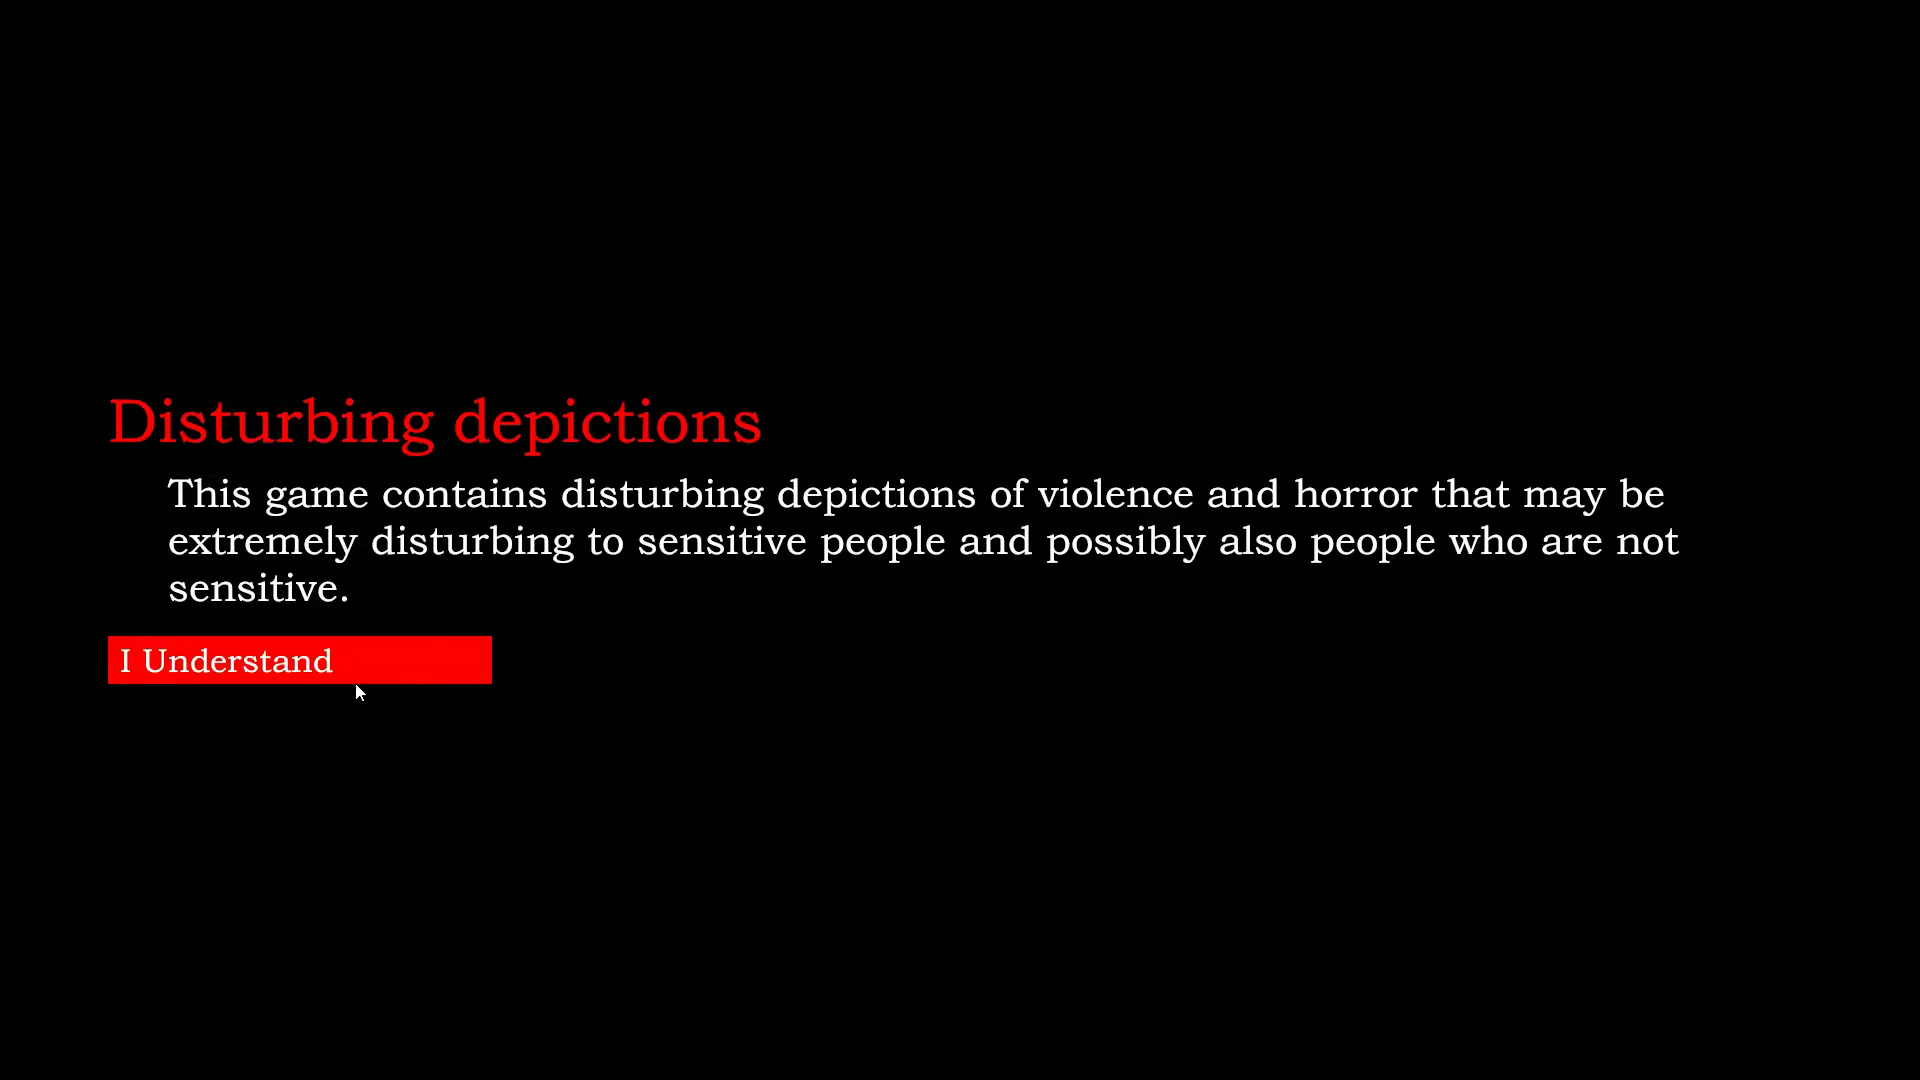 Disturbing depictions
This game contains disturbing depictions of violence and horror that may be
extremely disturbing to sensitive people and possibly also people who are not
sensitive.
I Understand